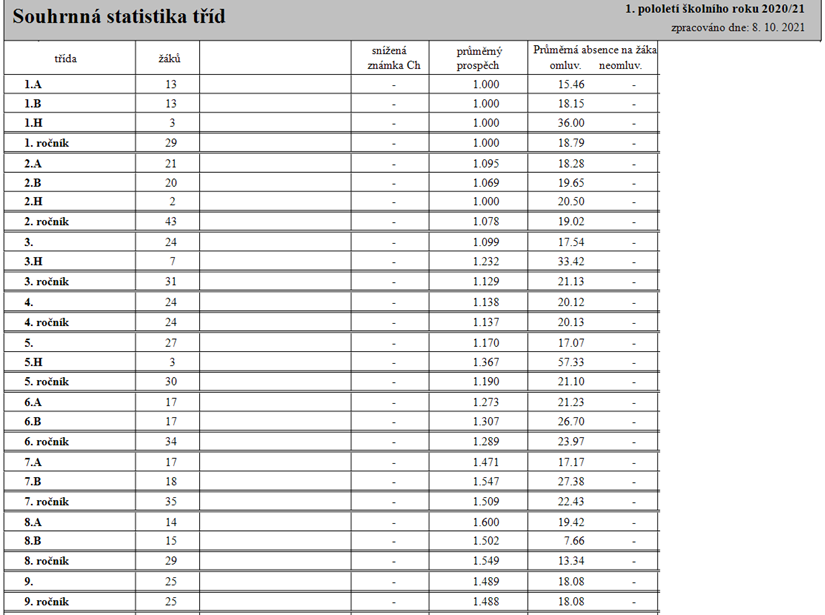 Souhrnná statistika tříd
1. pololetí školního roku 2020/21
zpracováno dne: 8. 10. 2021
třída žáků snížená známka Ch průměrný prospěch Průměrná absence na žáka omluv. neomluv.
1.A 13 - 1.000 15.46 -
1.B 13 - 1.000 18.15 -
1.H 3 - 1.000 36.00 -
1. ročník 29 - 1.000 18.79 -
2.A 21 - 1.095 18.28 -
2.B 20 - 1.069 19.65 -
2.H 2 - 1.000 20.50 -
2. ročník 43 - 1.078 19.02 -
3. 24 - 1.099 17.54 -
3.H 7 - 1.232 33.42 -
3. ročník 31 - 1.129 21.13 -
4. 24 - 1.138 20.12 -
4. ročník 24 - 1.137 20.13 -
5. 27 - 1.170 17.07 -
5.H 3 - 1.367 57.33 -
5. ročník 30 - 1.190 21.10 -
6.A 17 - 1.273 21.23 -
6.B 17 - 1.307 26.70 -
6. ročník 34 - 1.289 23.97 -
7.A 17 - 1.471 17.17 -
7.B 18 - 1.547 27.38 -
7. ročník 35 - 1.509 22.43 -
8.A 14 - 1.600 19.42 -
8.B 15 - 1.502 7.66 -
8. ročník 29 - 1.549 13.34 -
9. 25 - 1.489 18.08 -
9. ročník 25 - 1.488 18.08 -